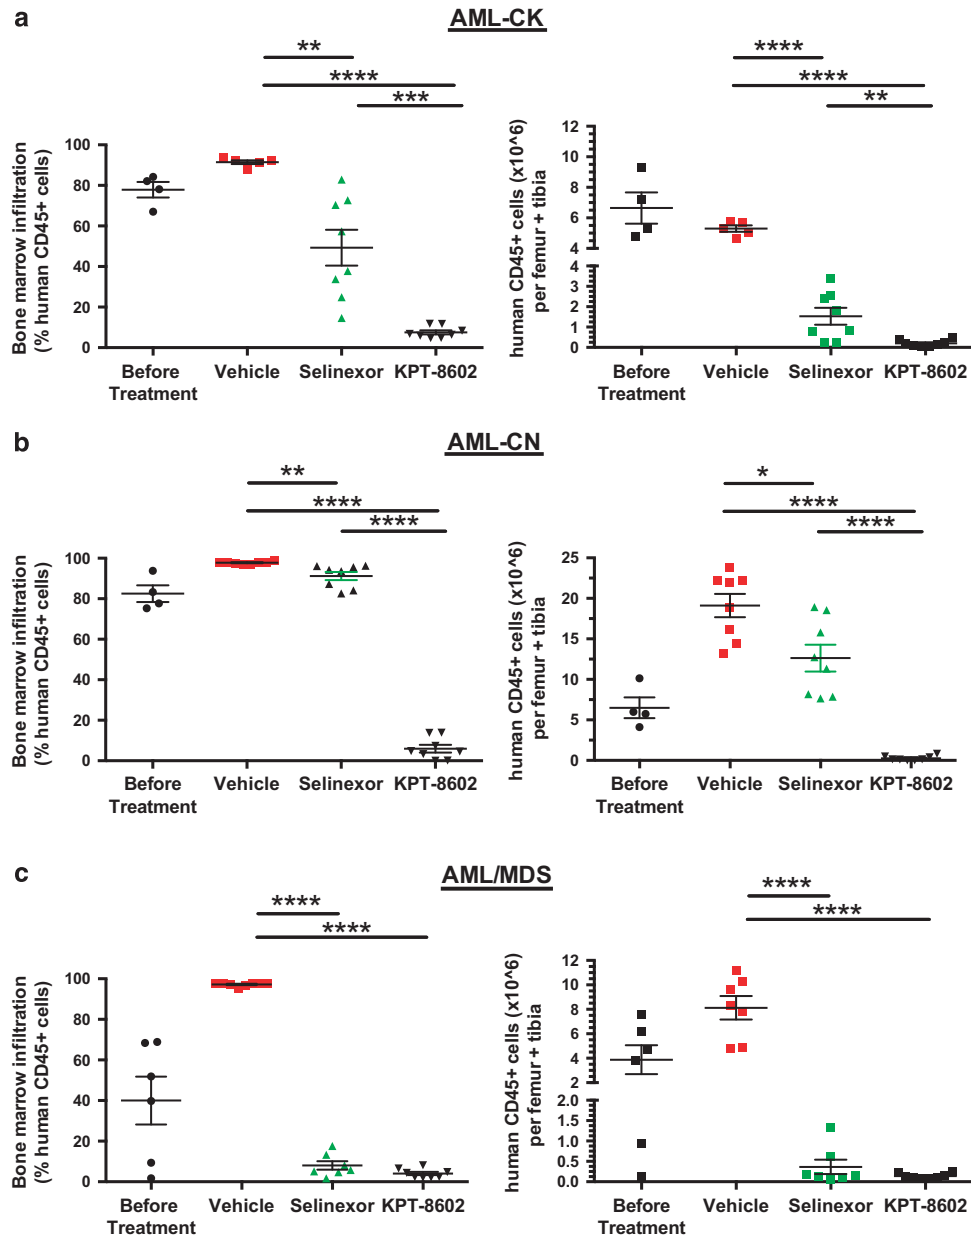 a
AML-CK
**
****
***
Bone marrow infiltration
(% human CD45+ cells)
100
80
60
40
20
0
Before
Treatment
Vehicle
Selinexor
KPT-8602
****
****
**
human CD45+ cells (x10^6)
per femur + tibia
12
10
8
6
4
4
3
2
1
0
Before
Treatment
Vehicle
Selinexor
KPT-8602
b
AML-CN
**
****
****
Bone marrow infiltration
(% human CD45+ cells)
100
80
60
40
20
0
Before
Treatment
Vehicle
Selinexor
KPT-8602
*
****
****
human CD45+ cells (x10^6)
per femur + tibia
25
20
15
10
5
0
Before
Treatment
Vehicle
Selinexor
KPT-8602
c
AML/MDS
****
****
Bone marrow infiltration
(% human CD45+ cells)
100
80
60
40
20
0
Before
Treatment
Vehicle
Selinexor
KPT-8602
****
****
human CD45+ cells (x10^6)
per femur + tibia
12
10
8
6
4
2
2.0
1.5
1.0
0.5
0.0
Before
Treatment
Vehicle
Selinexor
KPT-8602